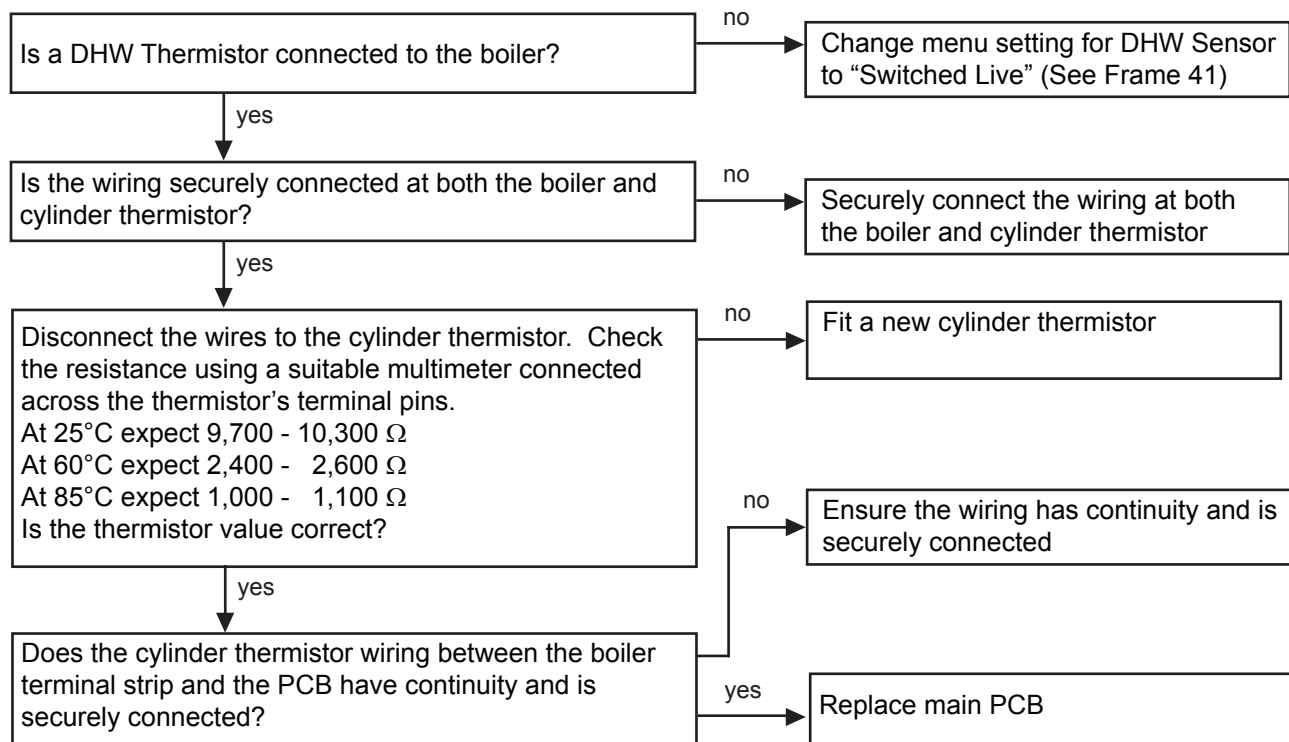 Is a DHW Thermistor connected to the boiler?
no
Change menu setting for DHW Sensor
to “Switched Live” (See Frame 41)
yes
Is the wiring securely connected at both the boiler and
cylinder thermistor?
no
Securely connect the wiring at both
the boiler and cylinder thermistor
yes
Disconnect the wires to the cylinder thermistor. Check
the resistance using a suitable multimeter connected
across the thermistor’s terminal pins.
At 25°C expect 9,700 - 10,300 Ω
At 60°C expect 2,400 - 2,600 Ω
At 85°C expect 1,000 - 1,100 Ω
Is the thermistor value correct?
no
Fit a new cylinder thermistor
yes
Does the cylinder thermistor wiring between the boiler
terminal strip and the PCB have continuity and is
securely connected?
no
Ensure the wiring has continuity and is
securely connected
yes
Replace main PCB